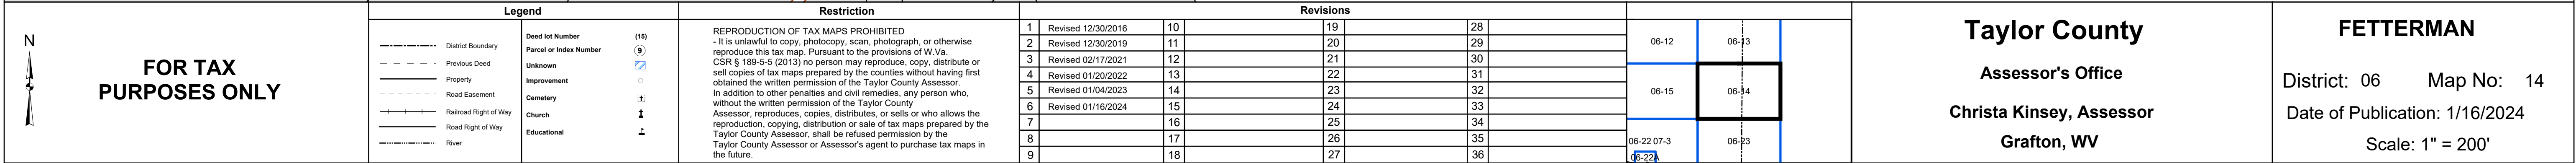 N
FOR TAX
PURPOSES ONLY
Legend
District Boundary
Previous Deed
Property
Road Easement
Railroad Right of Way
Road Right of Way
River
Deed lot Number (15)
Parcel or Index Number 9
Unknown
Improvement
Cemetery
Church
Educational
Restriction
REPRODUCTION OF TAX MAPS PROHIBITED
- It is unlawful to copy, photocopy, scan, photograph, or otherwise
reproduce this tax map. Pursuant to the provisions of W.Va.
CSR § 189-5-5 (2013) no person may reproduce, copy, distribute or
sell copies of tax maps prepared by the counties without having first
obtained the written permission of the Taylor County Assessor.
In addition to other penalties and civil remedies, any person who,
without the written permission of the Taylor County
Assessor, reproduces, copies, distributes, or sells or who allows the
reproduction, copying, distribution or sale of tax maps prepared by the
Taylor County Assessor, shall be refused permission by the
Taylor County Assessor or Assessor's agent to purchase tax maps in
the future.
Revisions
1 Revised 12/30/2016 10 19 28
2 Revised 12/30/2019 11 20 29
3 Revised 02/17/2021 12 21 30
4 Revised 01/20/2022 13 22 31
5 Revised 01/04/2023 14 23 32
6 Revised 01/16/2024 15 24 33
7 16 25 34
8 17 26 35
9 18 27 36
06-12 06-13
06-15 06-14
06-22 07-3 06-23
06-22A
Taylor County
Assessor's Office
Christa Kinsey, Assessor
Grafton, WV
FETTERMAN
District: 06 Map No: 14
Date of Publication: 1/16/2024
Scale: 1" = 200'